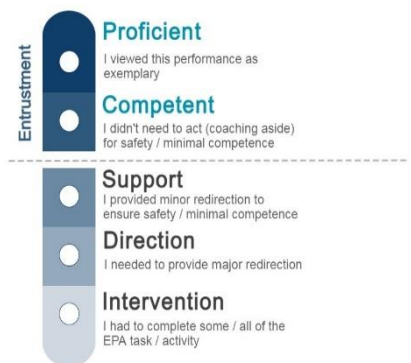 Entrustment
Proficient
I viewed this performance as
exemplary
Competent
I didn't need to act (coaching aside)
for safety / minimal competence
Support
I provided minor redirection to
ensure safety / minimal competence
Direction
I needed to provide major redirection
Intervention
I had to complete some / all of the
EPA task / activity